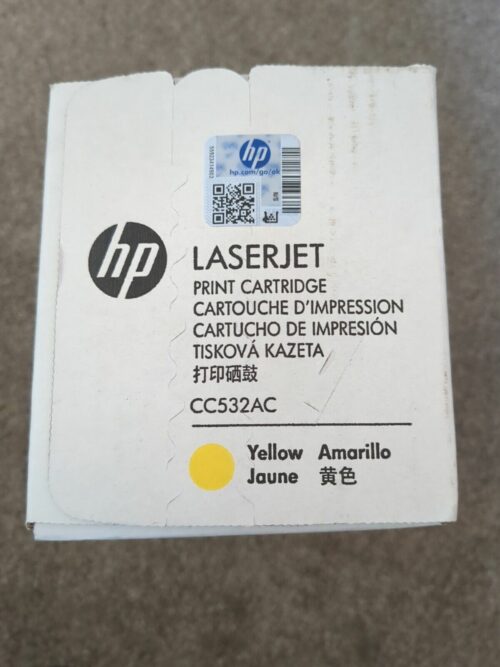 hp
hp.com/go/ok
S/N
hp
LASERJET
PRINT CARTRIDGE
CARTOUCHE D'IMPRESSION
CARTUCHO DE IMPRESIÓN
TISKOVÁ KAZETA
打印硒鼓
CC532AC
Yellow Amarillo
Jaune 黄色